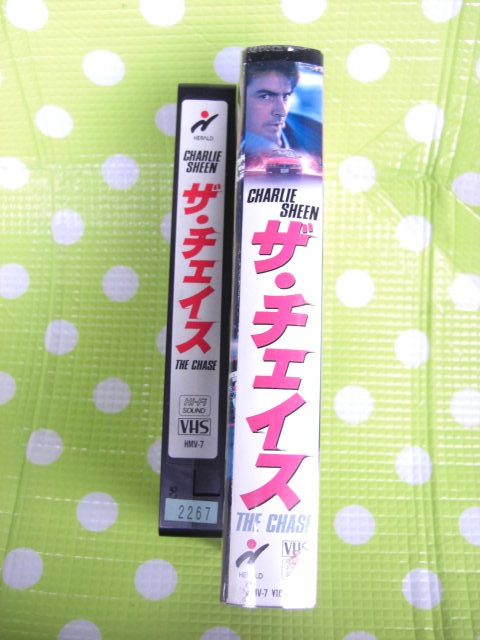 HERALD
CHARLIE
SHEEN
ザ・チェイス
THE CHASE
HI-FI
SOUND
VHS
HMV-7
2267
CHARLIE
SHEEN
ザ・チェイス
THE CHASE
HERALD
VHS